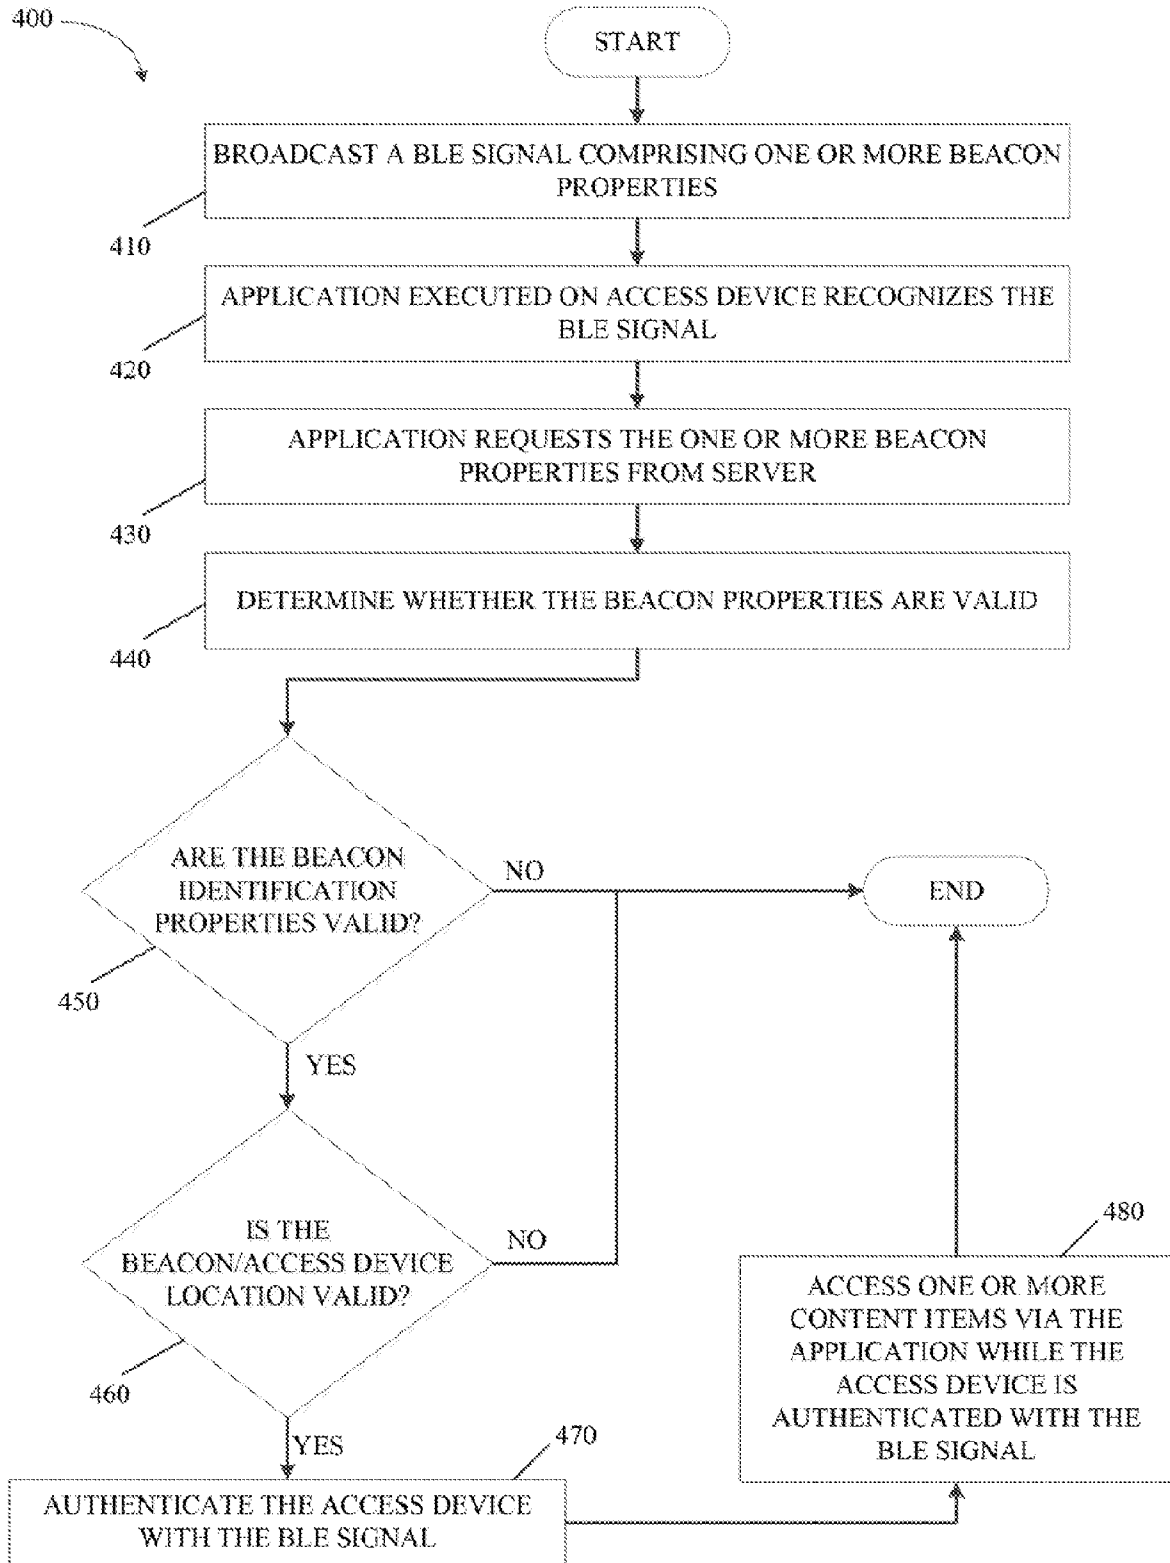 400
START
BROADCAST A BLE SIGNAL COMPRISING ONE OR MORE BEACON
PROPERTIES
410
APPLICATION EXECUTED ON ACCESS DEVICE RECOGNIZES THE
BLE SIGNAL
420
APPLICATION REQUESTS THE ONE OR MORE BEACON
PROPERTIES FROM SERVER
430
DETERMINE WHETHER THE BEACON PROPERTIES ARE VALID
440
ARE THE BEACON
IDENTIFICATION
PROPERTIES VALID?
NO
END
450
YES
IS THE
BEACON/ACCESS DEVICE
LOCATION VALID?
NO
460
YES
470
AUTHENTICATE THE ACCESS DEVICE
WITH THE BLE SIGNAL
480
ACCESS ONE OR MORE
CONTENT ITEMS VIA THE
APPLICATION WHILE THE
ACCESS DEVICE IS
AUTHENTICATED WITH THE
BLE SIGNAL